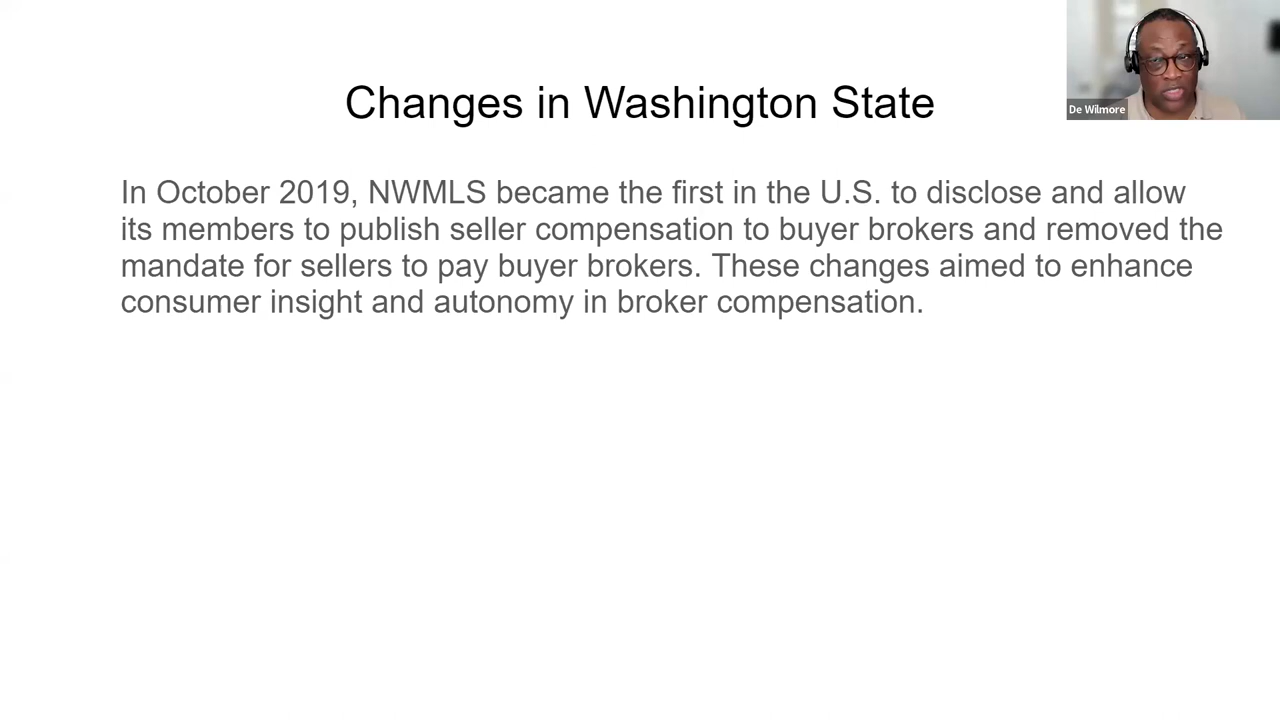 Changes in Washington State
De Wilmore
In October 2019, NWMLS became the first in the U.S. to disclose and allow
its members to publish seller compensation to buyer brokers and removed the
mandate for sellers to pay buyer brokers. These changes aimed to enhance
consumer insight and autonomy in broker compensation.